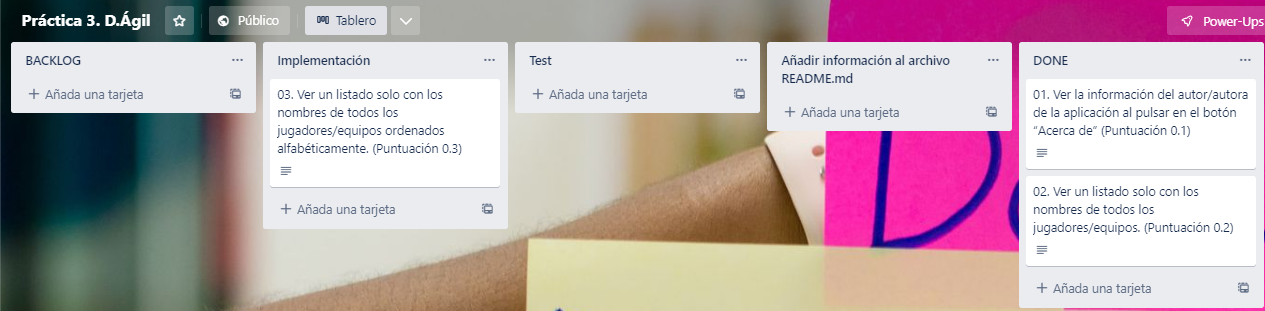 Práctica 3. D.Ágil
Público
Tablero
Power-Ups
BACKLOG
Añada una tarjeta
Implementación
03. Ver un listado solo con los
nombres de todos los
jugadores/equipos ordenados
alfabéticamente. (Puntuación 0.3)
Añada una tarjeta
Test
Añada una tarjeta
Añadir información al archivo
README.md
Añada una tarjeta
DONE
01. Ver la información del autor/autora
de la aplicación al pulsar en el botón
“Acerca de” (Puntuación 0.1)
02. Ver un listado solo con los
nombres de todos los
jugadores/equipos. (Puntuación 0.2)
Añada una tarjeta